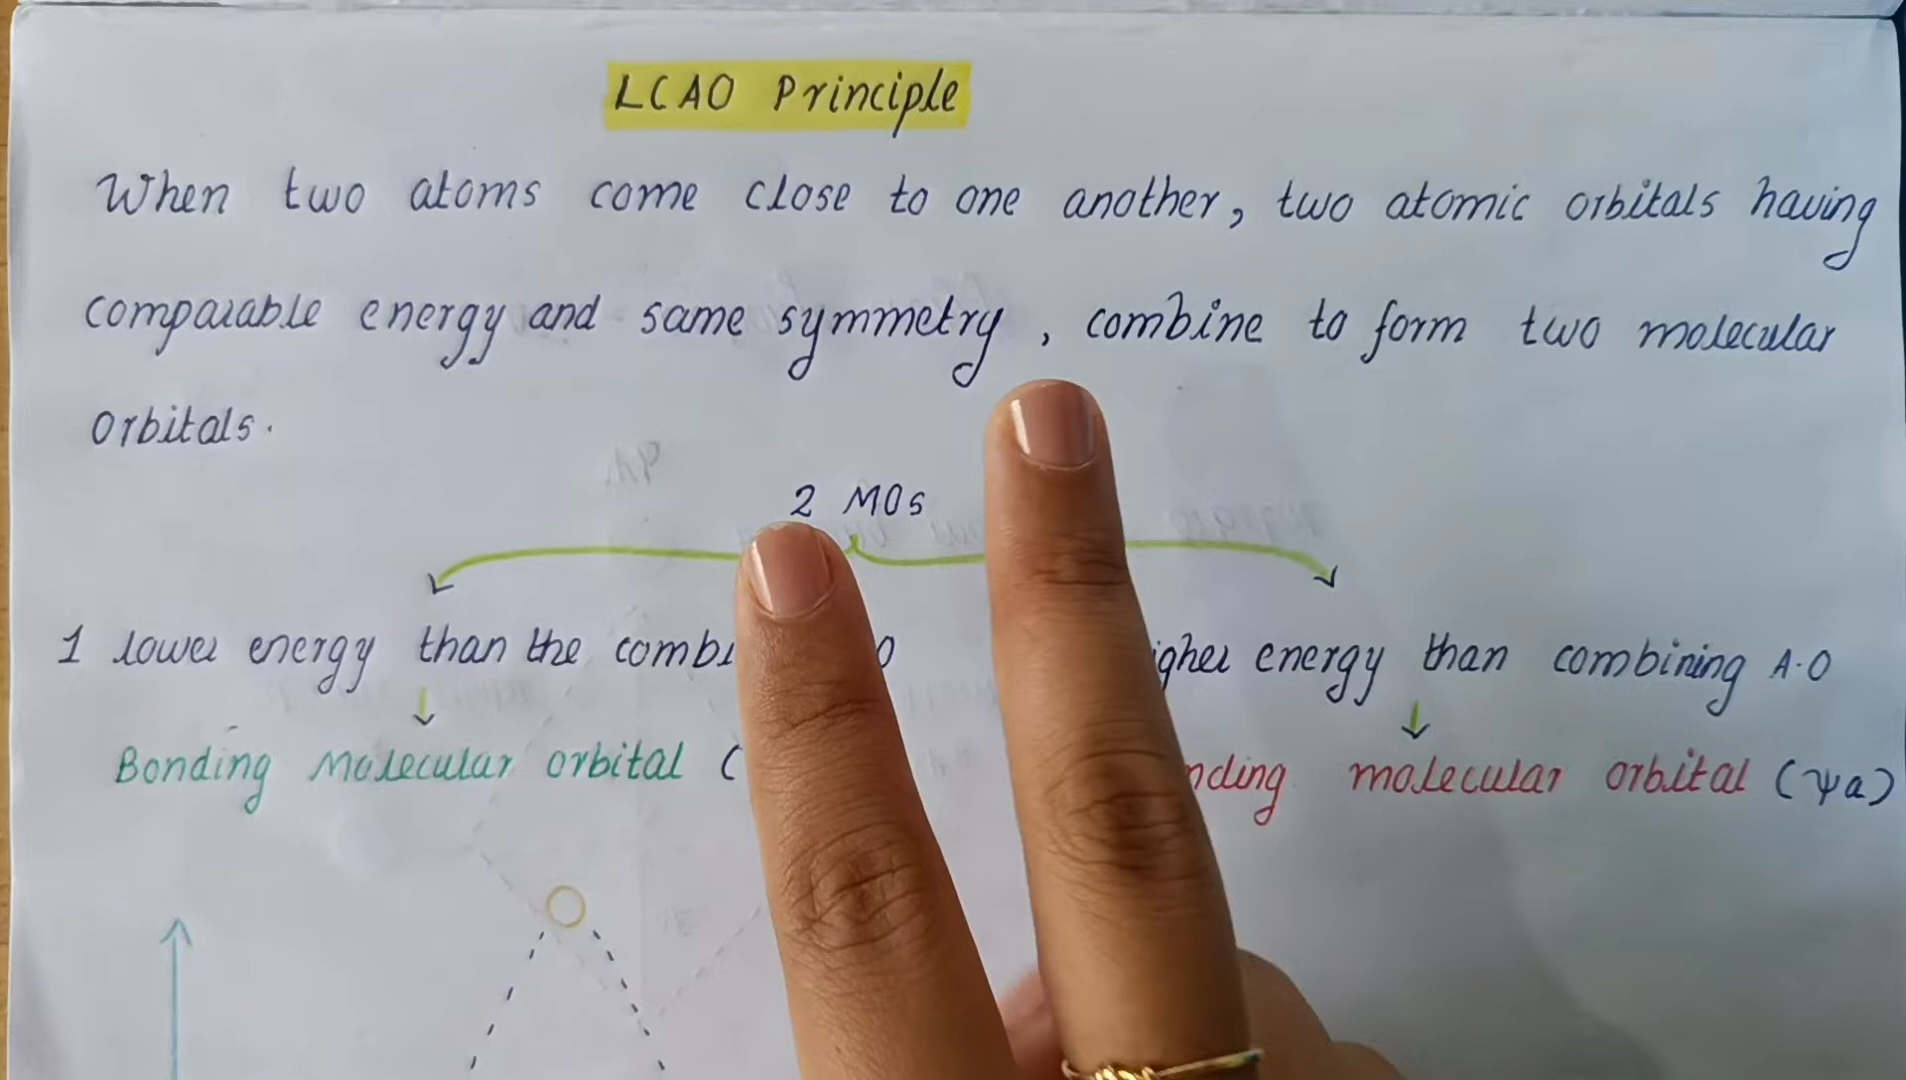 LCAO Principle
When two atoms come close to one another, two atomic orbitals having
comparable energy and same symmetry, combine to form two molecular
orbitals.
2 MOs
1 lower energy than the energy than combining A.O
Bonding Molecular orbital ( molecular orbital (ψa)